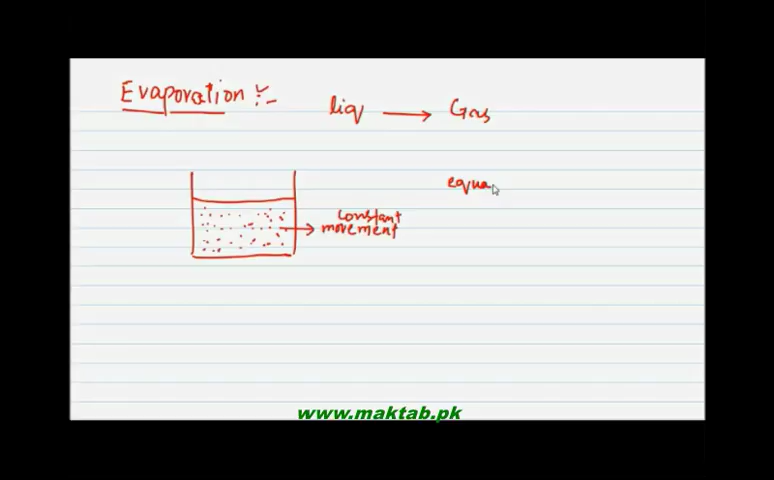 Evaporation :-
liq → Gas
equa
constant
movement
www.maktab.pk